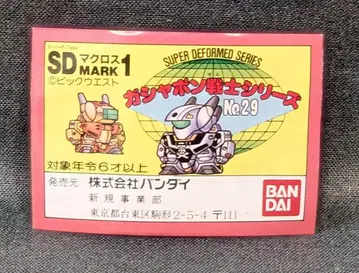 SUPER DEFORMED SERIES
SD マクロス MARK 1
©ビックウエスト
ガシャポン戦士シリーズ
No.29
対象年令6才以上
発売元 株式会社バンダイ
新規事業部
東京都台東区駒形2-5-4 〒111
BAN
DAI